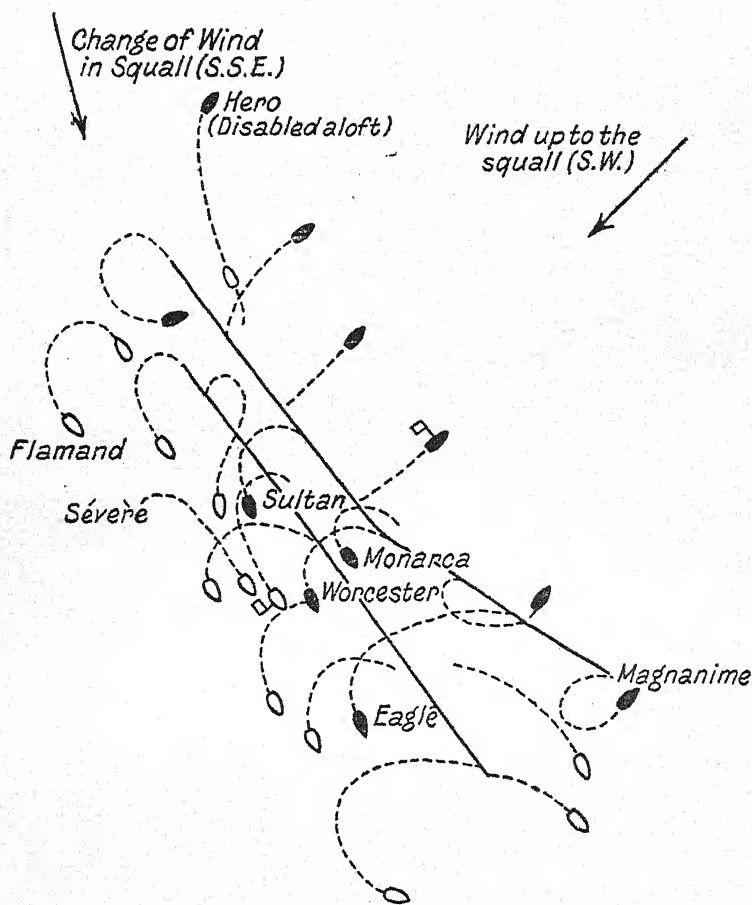 Change of Wind
in Squall (S.S.E.)
Hero
(Disabled aloft)
Wind up to the
squall (S.W.)
Flamand
Sultan
Sévère
Monarca
Worcester
Magnanime
Eagle